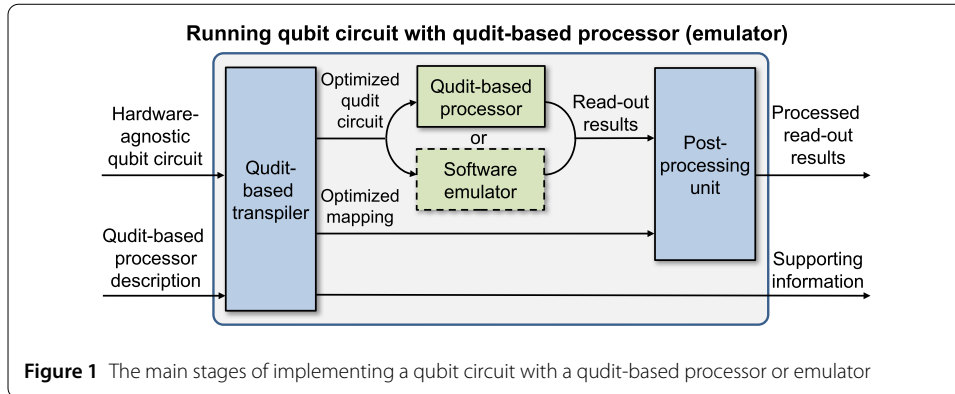 Running qubit circuit with qudit-based processor (emulator)
Hardware-
agnostic
qubit circuit
Qudit-based
processor
description
Qudit-
based
transpiler
Optimized
qudit
circuit
Optimized
mapping
Qudit-based
processor
or
Software
emulator
Read-out
results
Post-
processing
unit
Processed
read-out
results
Supporting
information
Figure 1 The main stages of implementing a qubit circuit with a qudit-based processor or emulator